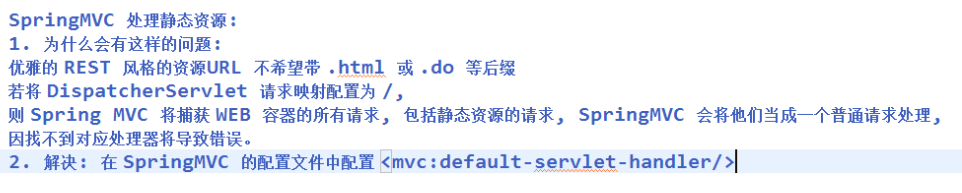 SpringMVC 处理静态资源:
1. 为什么会有这样的问题:
优雅的 REST 风格的资源URL 不希望带 .html 或 .do 等后缀
若将 DispatcherServlet 请求映射配置为 /,
则 Spring MVC 将捕获 WEB 容器的所有请求, 包括静态资源的请求, SpringMVC 会将他们当成一个普通请求处理,
因找不到对应处理器将导致错误。
2. 解决: 在 SpringMVC 的配置文件中配置 <mvc:default-servlet-handler/>